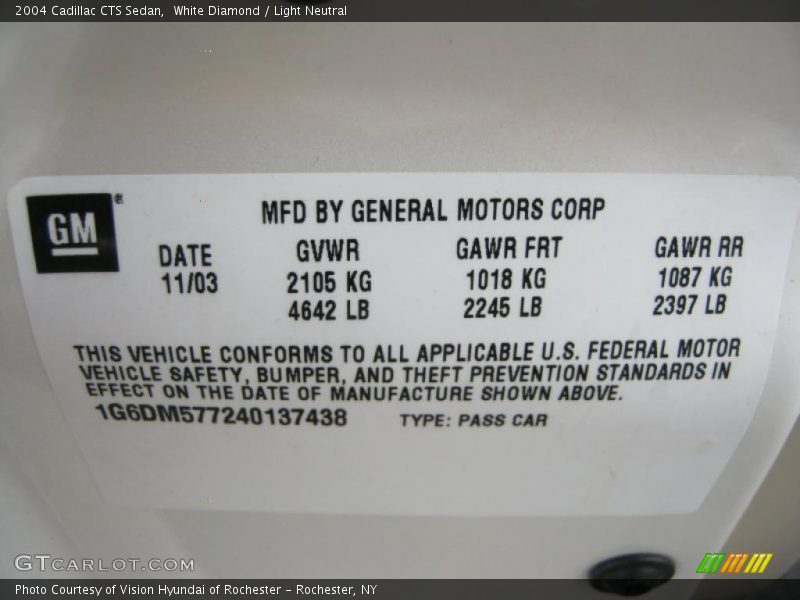 2004 Cadillac CTS Sedan, White Diamond / Light Neutral
GM®
MFD BY GENERAL MOTORS CORP
DATE GVWR GAWR FRT GAWR RR
11/03 2105 KG 1018 KG 1087 KG
4642 LB 2245 LB 2397 LB
THIS VEHICLE CONFORMS TO ALL APPLICABLE U.S. FEDERAL MOTOR
VEHICLE SAFETY, BUMPER, AND THEFT PREVENTION STANDARDS IN
EFFECT ON THE DATE OF MANUFACTURE SHOWN ABOVE.
1G6DM577240137438 TYPE: PASS CAR
GTCARLOT.COM
Photo Courtesy of Vision Hyundai of Rochester - Rochester, NY